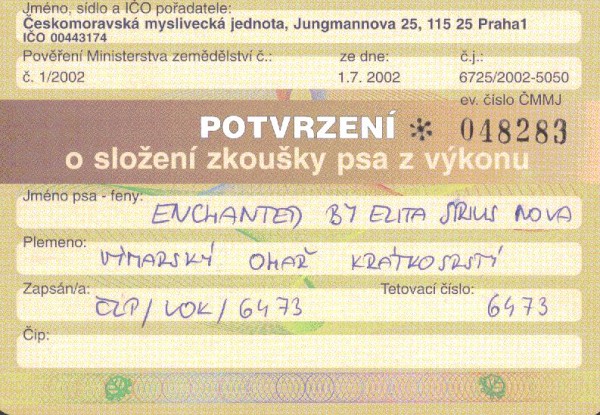 Jméno, sídlo a IČO pořadatele:
Českomoravská myslivecká jednota, Jungmannova 25, 115 25 Praha1
IČO 00443174
Pověření Ministerstva zemědělství č.: ze dne: č.j.:
č. 1/2002 1.7. 2002 6725/2002-5050
ev. číslo ČMMJ
POTVRZENÍ * 048283
o složení zkoušky psa z výkonu
Jméno psa - feny: ENCHANTED BY ELITA SIRIUS NOVA
Plemeno: VÝMARSKÝ OHAŘ KRÁTKOSRSTÝ
Zapsán/a: Tetovací číslo:
ČLP/VOK/6473 6473
Čip: